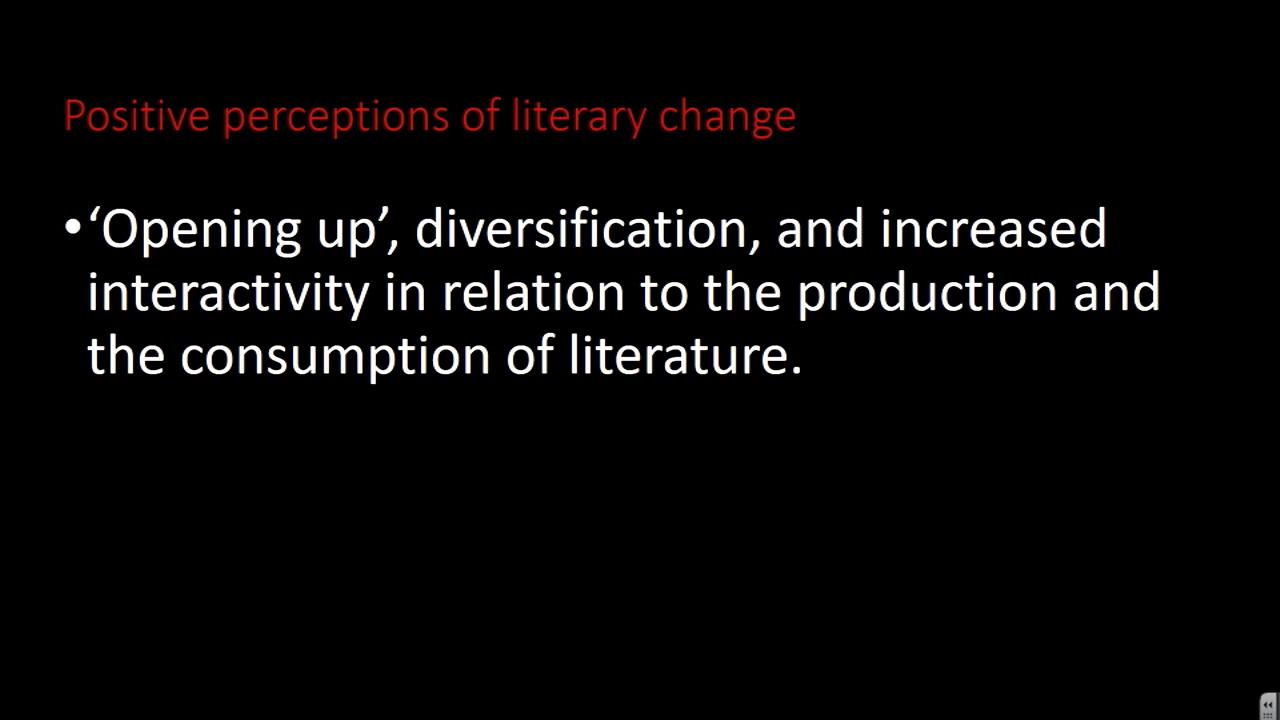 Positive perceptions of literary change
•‘Opening up’, diversification, and increased
interactivity in relation to the production and
the consumption of literature.